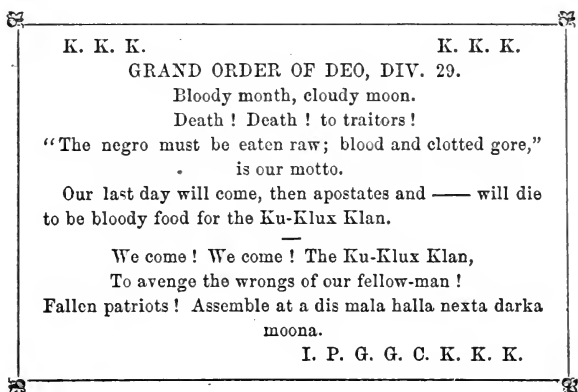 K. K. K. K. K. K.
GRAND ORDER OF DEO, DIV. 29.
Bloody month, cloudy moon.
Death ! Death ! to traitors !
"The negro must be eaten raw; blood and clotted gore,"
is our motto.
Our last day will come, then apostates and —— will die
to be bloody food for the Ku-Klux Klan.
We come ! We come ! The Ku-Klux Klan,
To avenge the wrongs of our fellow-man !
Fallen patriots ! Assemble at a dis mala halla nexta darka
moona.
I. P. G. G. C. K. K. K.